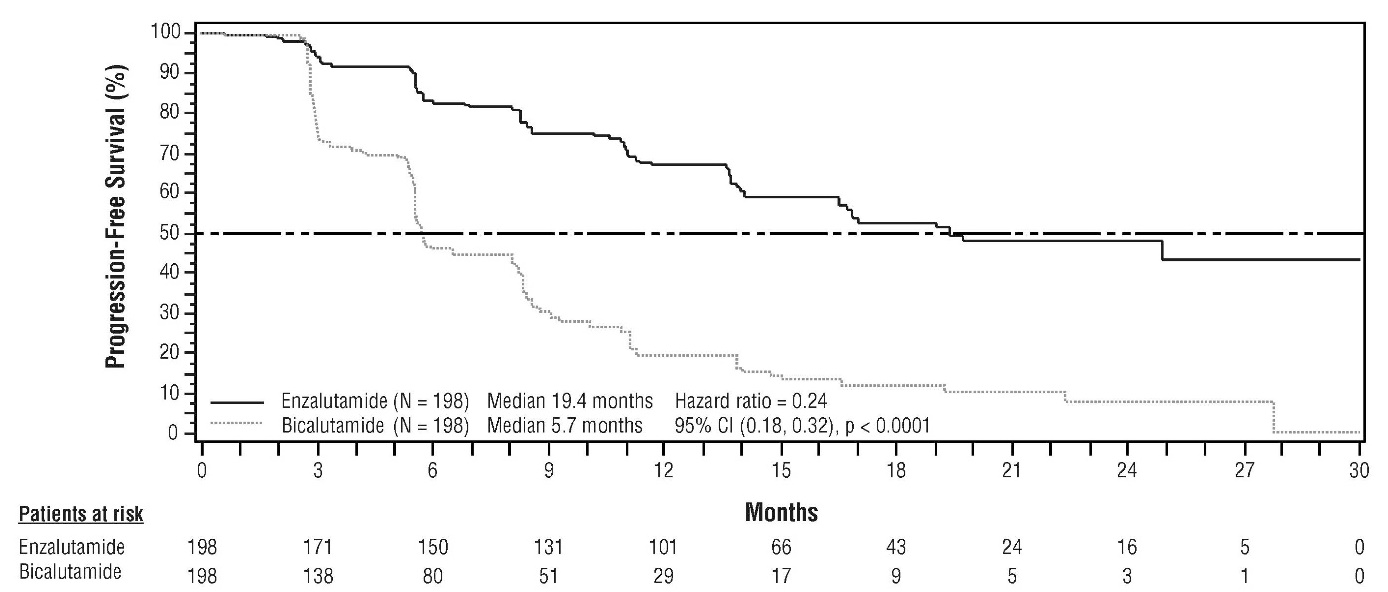 Progression-Free Survival (%)
100
90
80
70
60
50
40
30
20
10
0
Enzalutamide (N = 198) Median 19.4 months Hazard ratio = 0.24
Bicalutamide (N = 198) Median 5.7 months 95% CI (0.18, 0.32), p < 0.0001
0 3 6 9 12 15 18 21 24 27 30
Months
Patients at risk
Enzalutamide 198 171 150 131 101 66 43 24 16 5 0
Bicalutamide 198 138 80 51 29 17 9 5 3 1 0